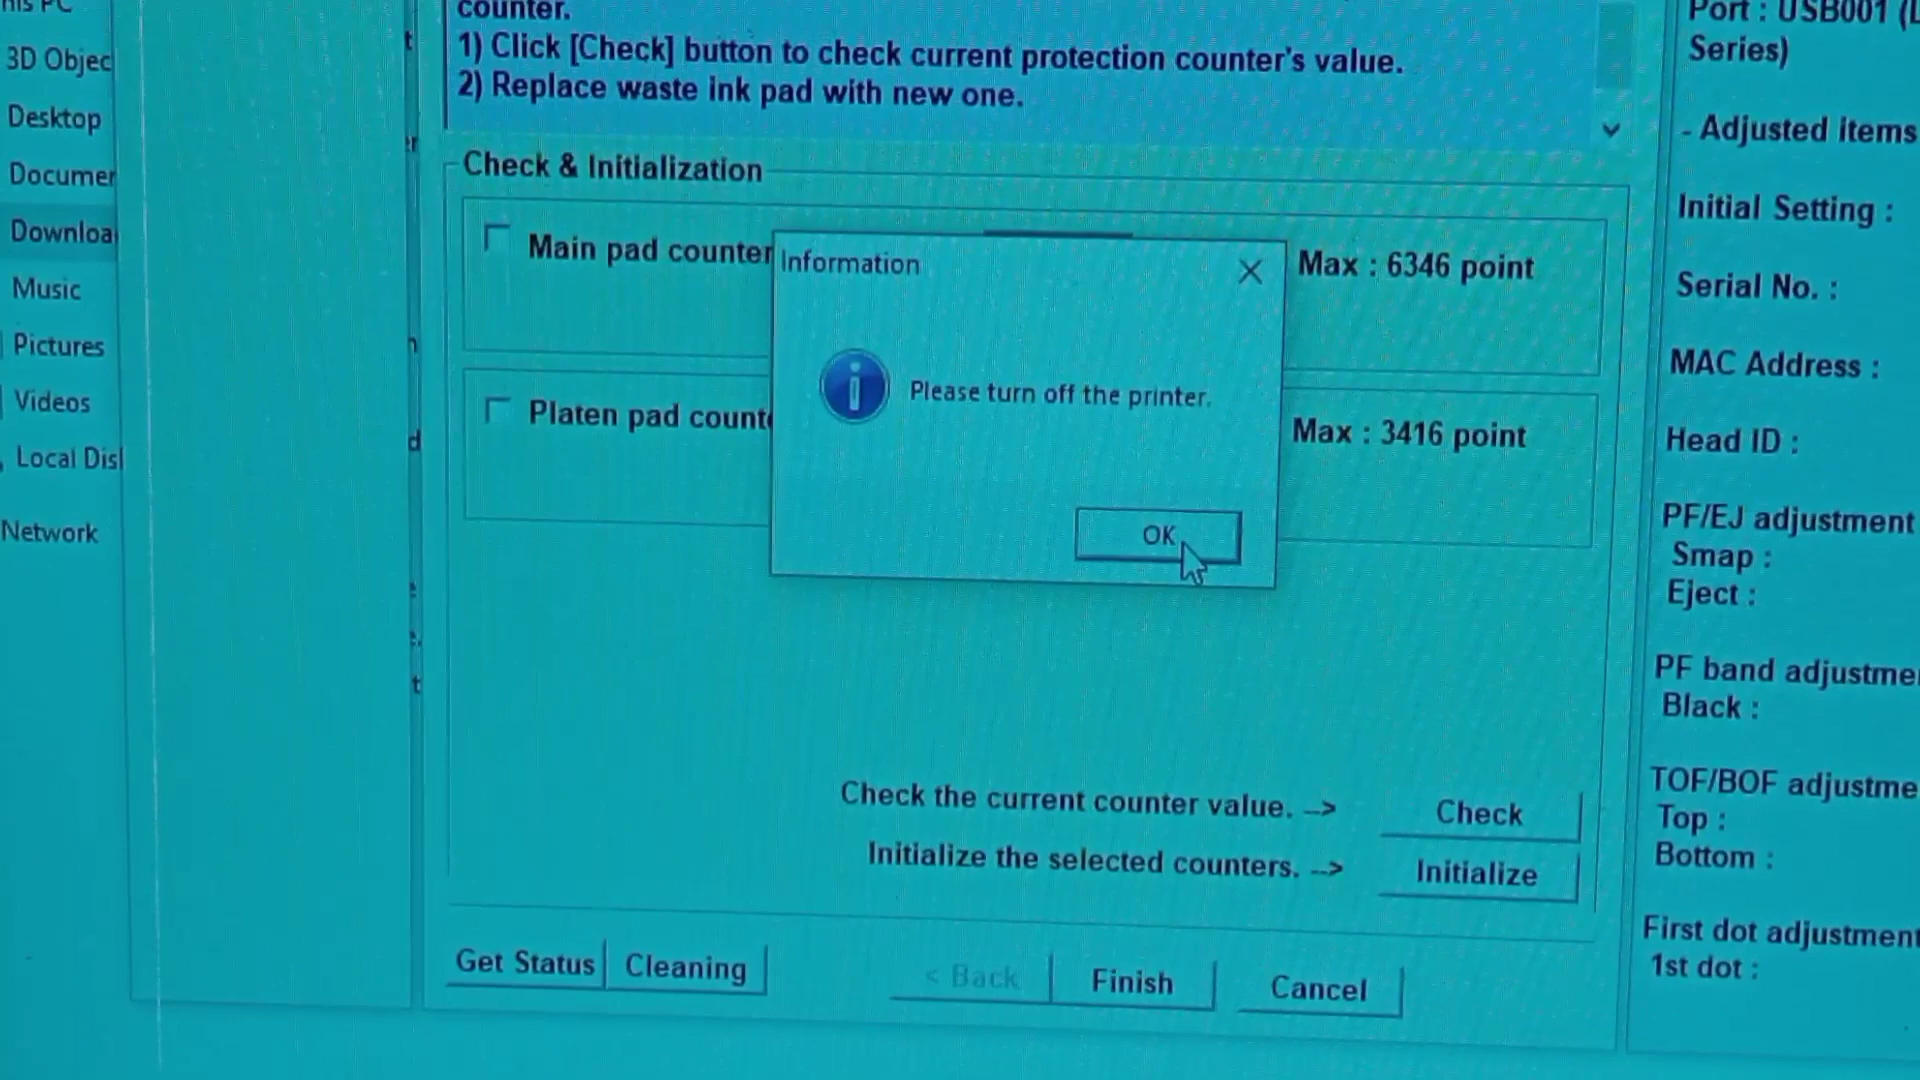 counter.
1) Click [Check] button to check current protection counter's value.
2) Replace waste ink pad with new one.
Check & Initialization
Main pad counter
Max : 6346 point
Platen pad count
Max : 3416 point
Information
Please turn off the printer.
OK
Check the current counter value. -->
Check
Initialize the selected counters. -->
Initialize
Get Status
Cleaning
< Back
Finish
Cancel
his PC
3D Objec
Desktop
Documen
Downloa
Music
Pictures
Videos
Local Disl
Network
Port : USB001 (L
Series)
- Adjusted items
Initial Setting :
Serial No. :
MAC Address :
Head ID :
PF/EJ adjustment
Smap :
Eject :
PF band adjustme
Black :
TOF/BOF adjustme
Top :
Bottom :
First dot adjustment
1st dot :